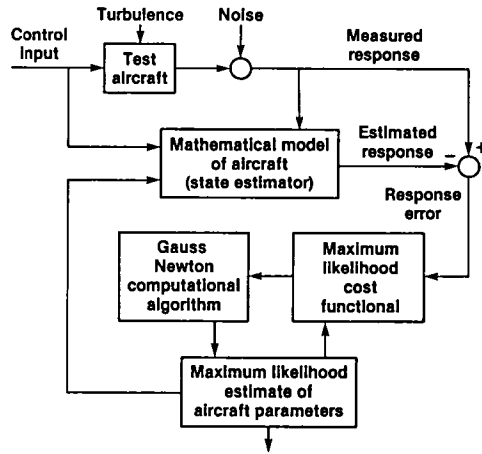 Turbulence
Noise
Control
input
Measured
response
Test
aircraft
Mathematical model
of aircraft
(state estimator)
Estimated
response
−
+
Response
error
Gauss
Newton
computational
algorithm
Maximum
likelihood
cost
functional
Maximum likelihood
estimate of
aircraft parameters